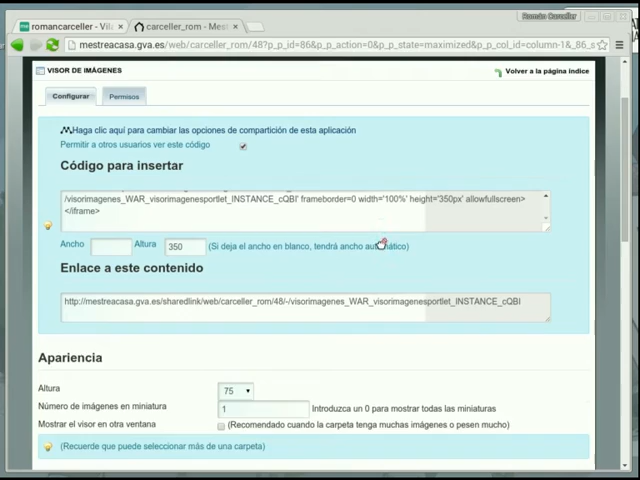 romancarceller - Vil
carceller_rom - Mestr
Román Carceller
mestreacasa.gva.es/web/carceller_rom/48?p_p_id=86&p_p_action=0&p_p_state=maximized&p_p_col_id=column-1&_86_s
VISOR DE IMÁGENES
Volver a la página índice
Configurar
Permisos
Haga clic aquí para cambiar las opciones de compartición de esta aplicación
Permitir a otros usuarios ver este código
Código para insertar
/visorimagenes_WAR_visorimagenesportlet_INSTANCE_cQBI' frameborder=0 width='100%' height='350px' allowfullscreen>
</iframe>
Ancho Altura 350 (Si deja el ancho en blanco, tendrá ancho automático)
Enlace a este contenido
http://mestreacasa.gva.es/sharedlink/web/carceller_rom/48/-/visorimagenes_WAR_visorimagenesportlet_INSTANCE_cQBI
Apariencia
Altura 75
Número de imágenes en miniatura 1 Introduzca un 0 para mostrar todas las miniaturas
Mostrar el visor en otra ventana (Recomendado cuando la carpeta tenga muchas imágenes o pesen mucho)
(Recuerde que puede seleccionar más de una carpeta)